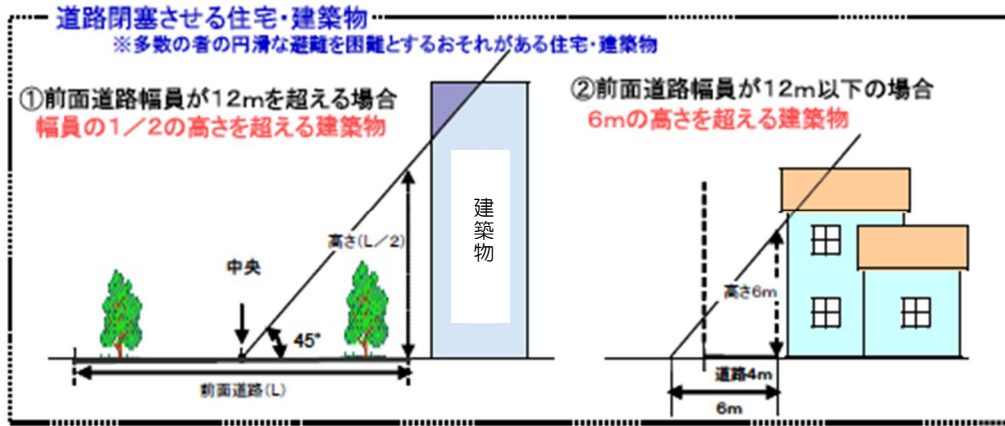 道路閉塞させる住宅・建築物
※多数の者の円滑な避難を困難とするおそれがある住宅・建築物
①前面道路幅員が12mを超える場合
幅員の1/2の高さを超える建築物
中央
45°
高さ(L/2)
建築物
前面道路(L)
②前面道路幅員が12m以下の場合
6mの高さを超える建築物
高さ6m
道路4m
6m